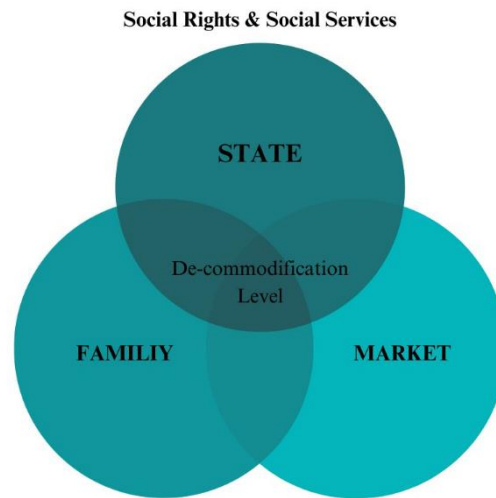 Social Rights & Social Services
STATE
De-commodification
Level
FAMILIY
MARKET